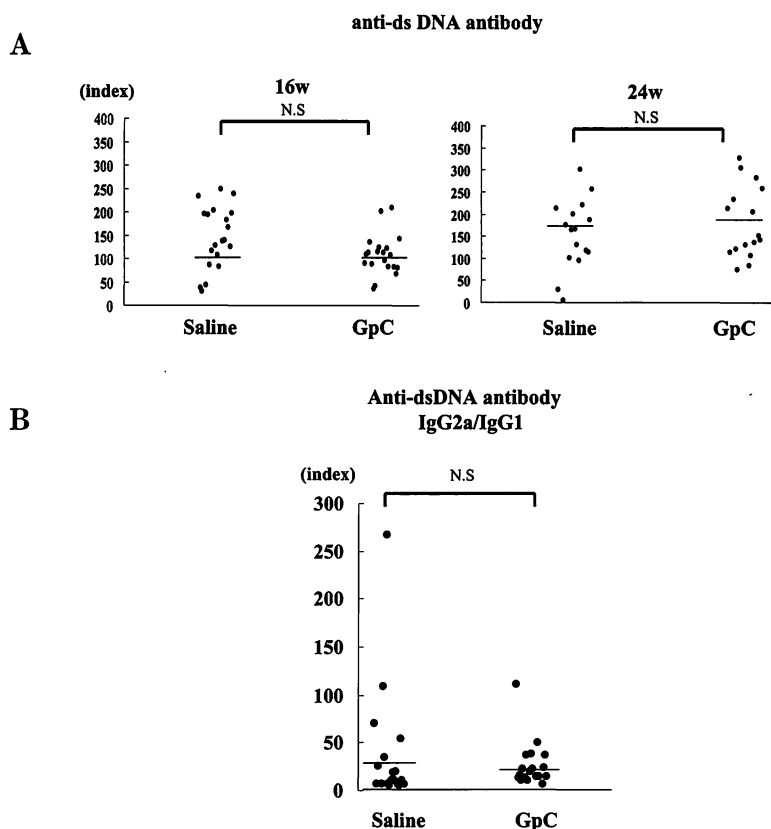 anti-ds DNA antibody
A
(index)
16w
N.S
400
350
300
250
200
150
100
50
0
Saline
GpC
24w
N.S
400
350
300
250
200
150
100
50
0
Saline
GpC
B
Anti-dsDNA antibody
IgG2a/IgG1
(index)
N.S
300
250
200
150
100
50
0
Saline
GpC